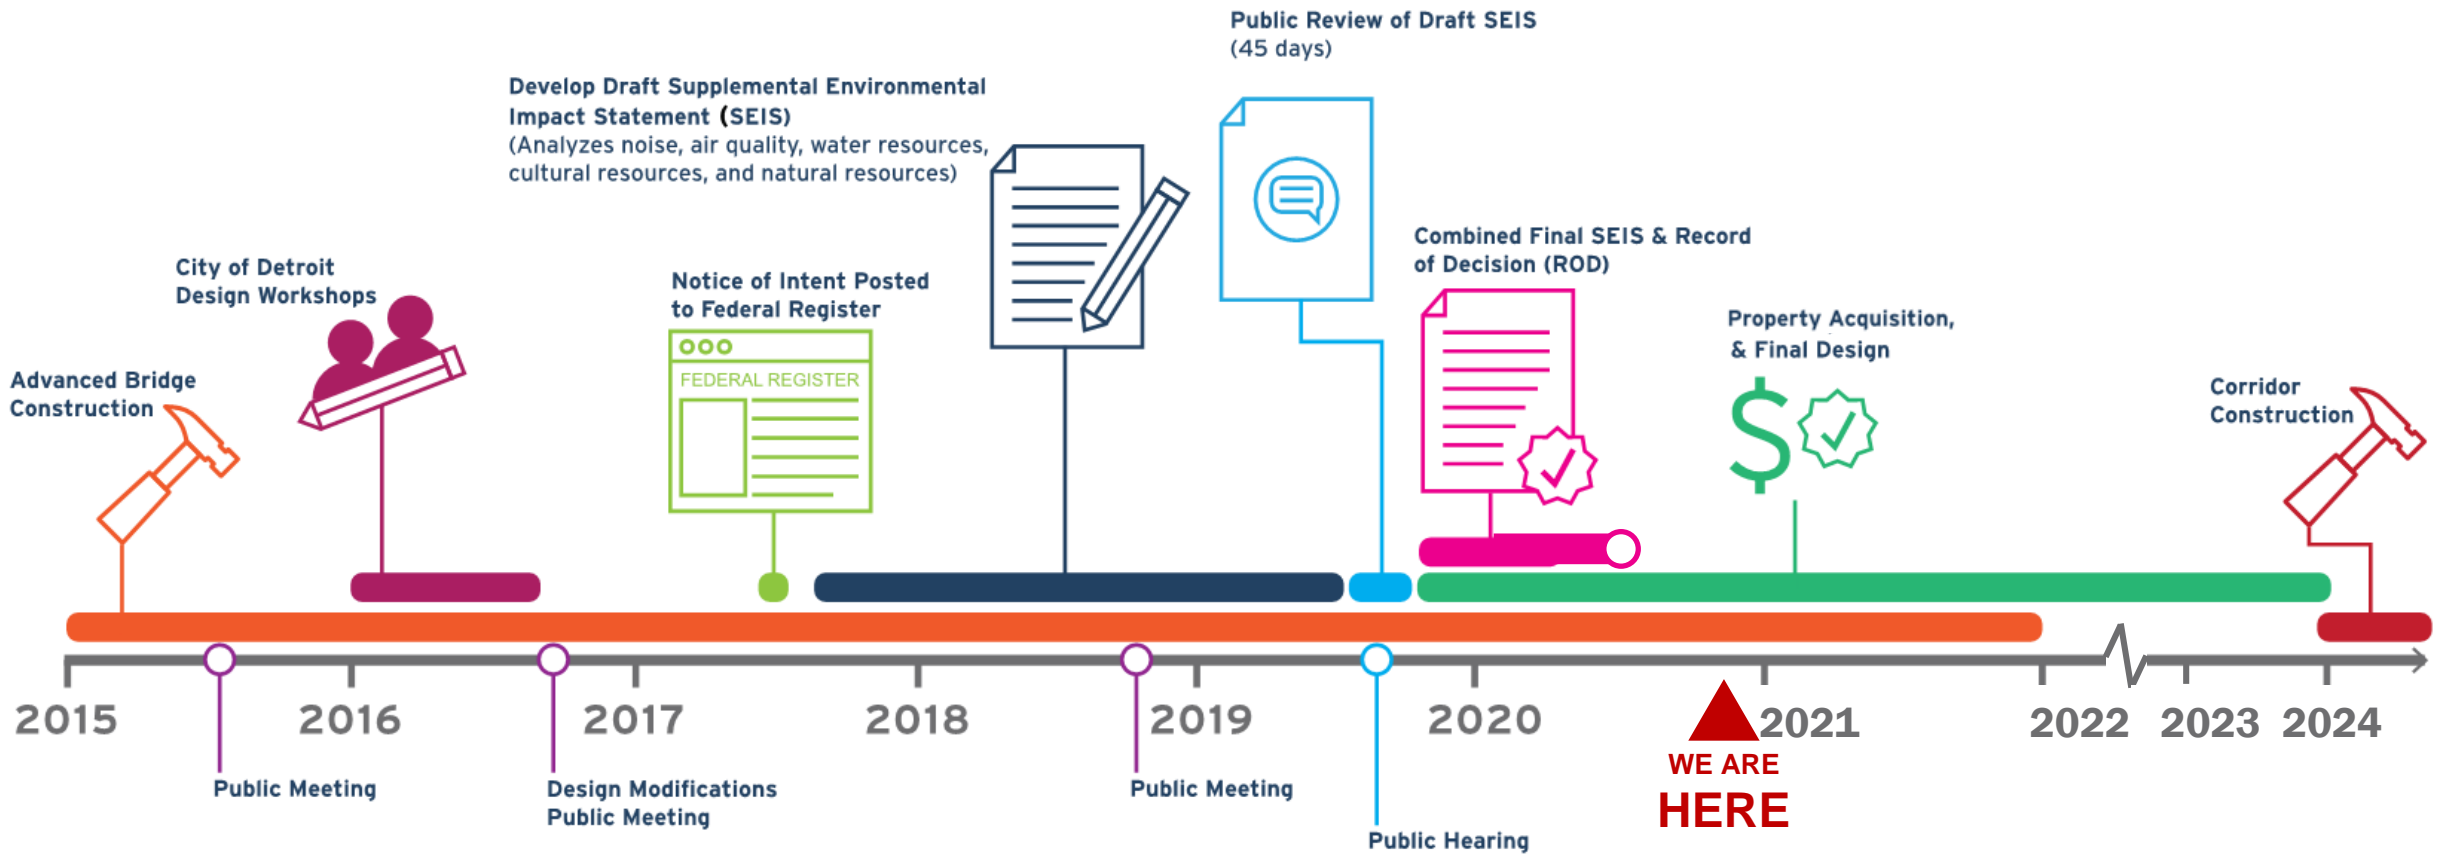 Public Review of Draft SEIS
(45 days)
Develop Draft Supplemental Environmental
Impact Statement (SEIS)
(Analyzes noise, air quality, water resources,
cultural resources, and natural resources)
Combined Final SEIS & Record
of Decision (ROD)
City of Detroit
Design Workshops
Notice of Intent Posted
to Federal Register
FEDERAL REGISTER
Property Acquisition,
& Final Design
$
Advanced Bridge
Construction
Corridor
Construction
2015
2016
2017
2018
2019
2020
2021
2022
2023
2024
Public Meeting
Design Modifications
Public Meeting
Public Meeting
Public Hearing
WE ARE
HERE